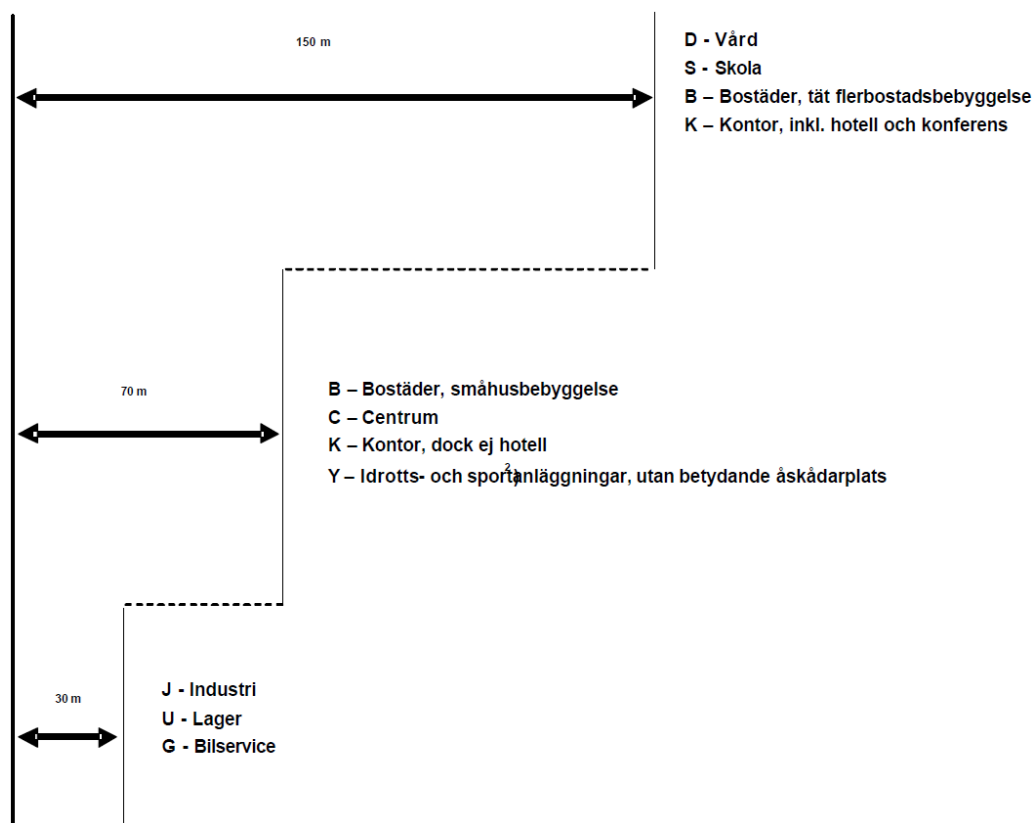 150 m
D - Vård
S - Skola
B – Bostäder, tät flerbostadsbebyggelse
K – Kontor, inkl. hotell och konferens
70 m
B – Bostäder, småhusbebyggelse
C – Centrum
K – Kontor, dock ej hotell
Y – Idrotts- och sportanläggningar, utan betydande åskådarplats 2)
30 m
J - Industri
U - Lager
G - Bilservice